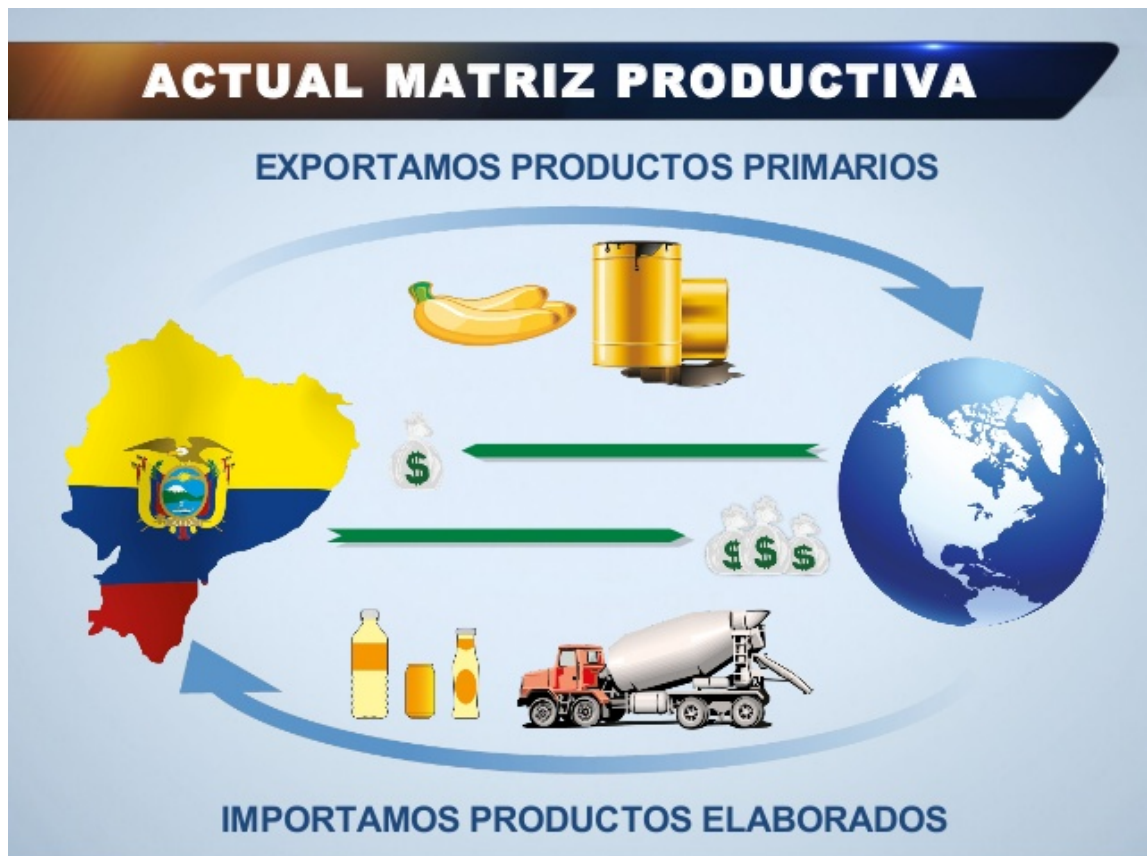 ACTUAL MATRIZ PRODUCTIVA
EXPORTAMOS PRODUCTOS PRIMARIOS
$
$ $ $
IMPORTAMOS PRODUCTOS ELABORADOS